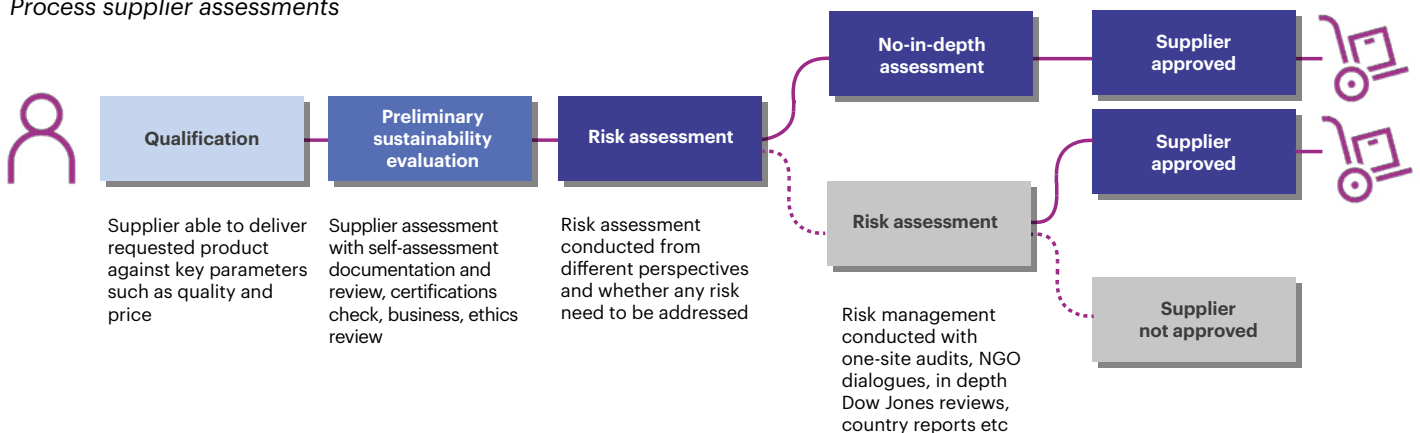 Process supplier assessments
Qualification
Preliminary
sustainability
evaluation
Risk assessment
No-in-depth
assessment
Supplier
approved
Supplier
approved
Risk assessment
Supplier
not approved
Supplier able to deliver
requested product
against key parameters
such as quality and
price
Supplier assessment
with self-assessment
documentation and
review, certifications
check, business, ethics
review
Risk assessment
conducted from
different perspectives
and whether any risk
need to be addressed
Risk management
conducted with
one-site audits, NGO
dialogues, in depth
Dow Jones reviews,
country reports etc